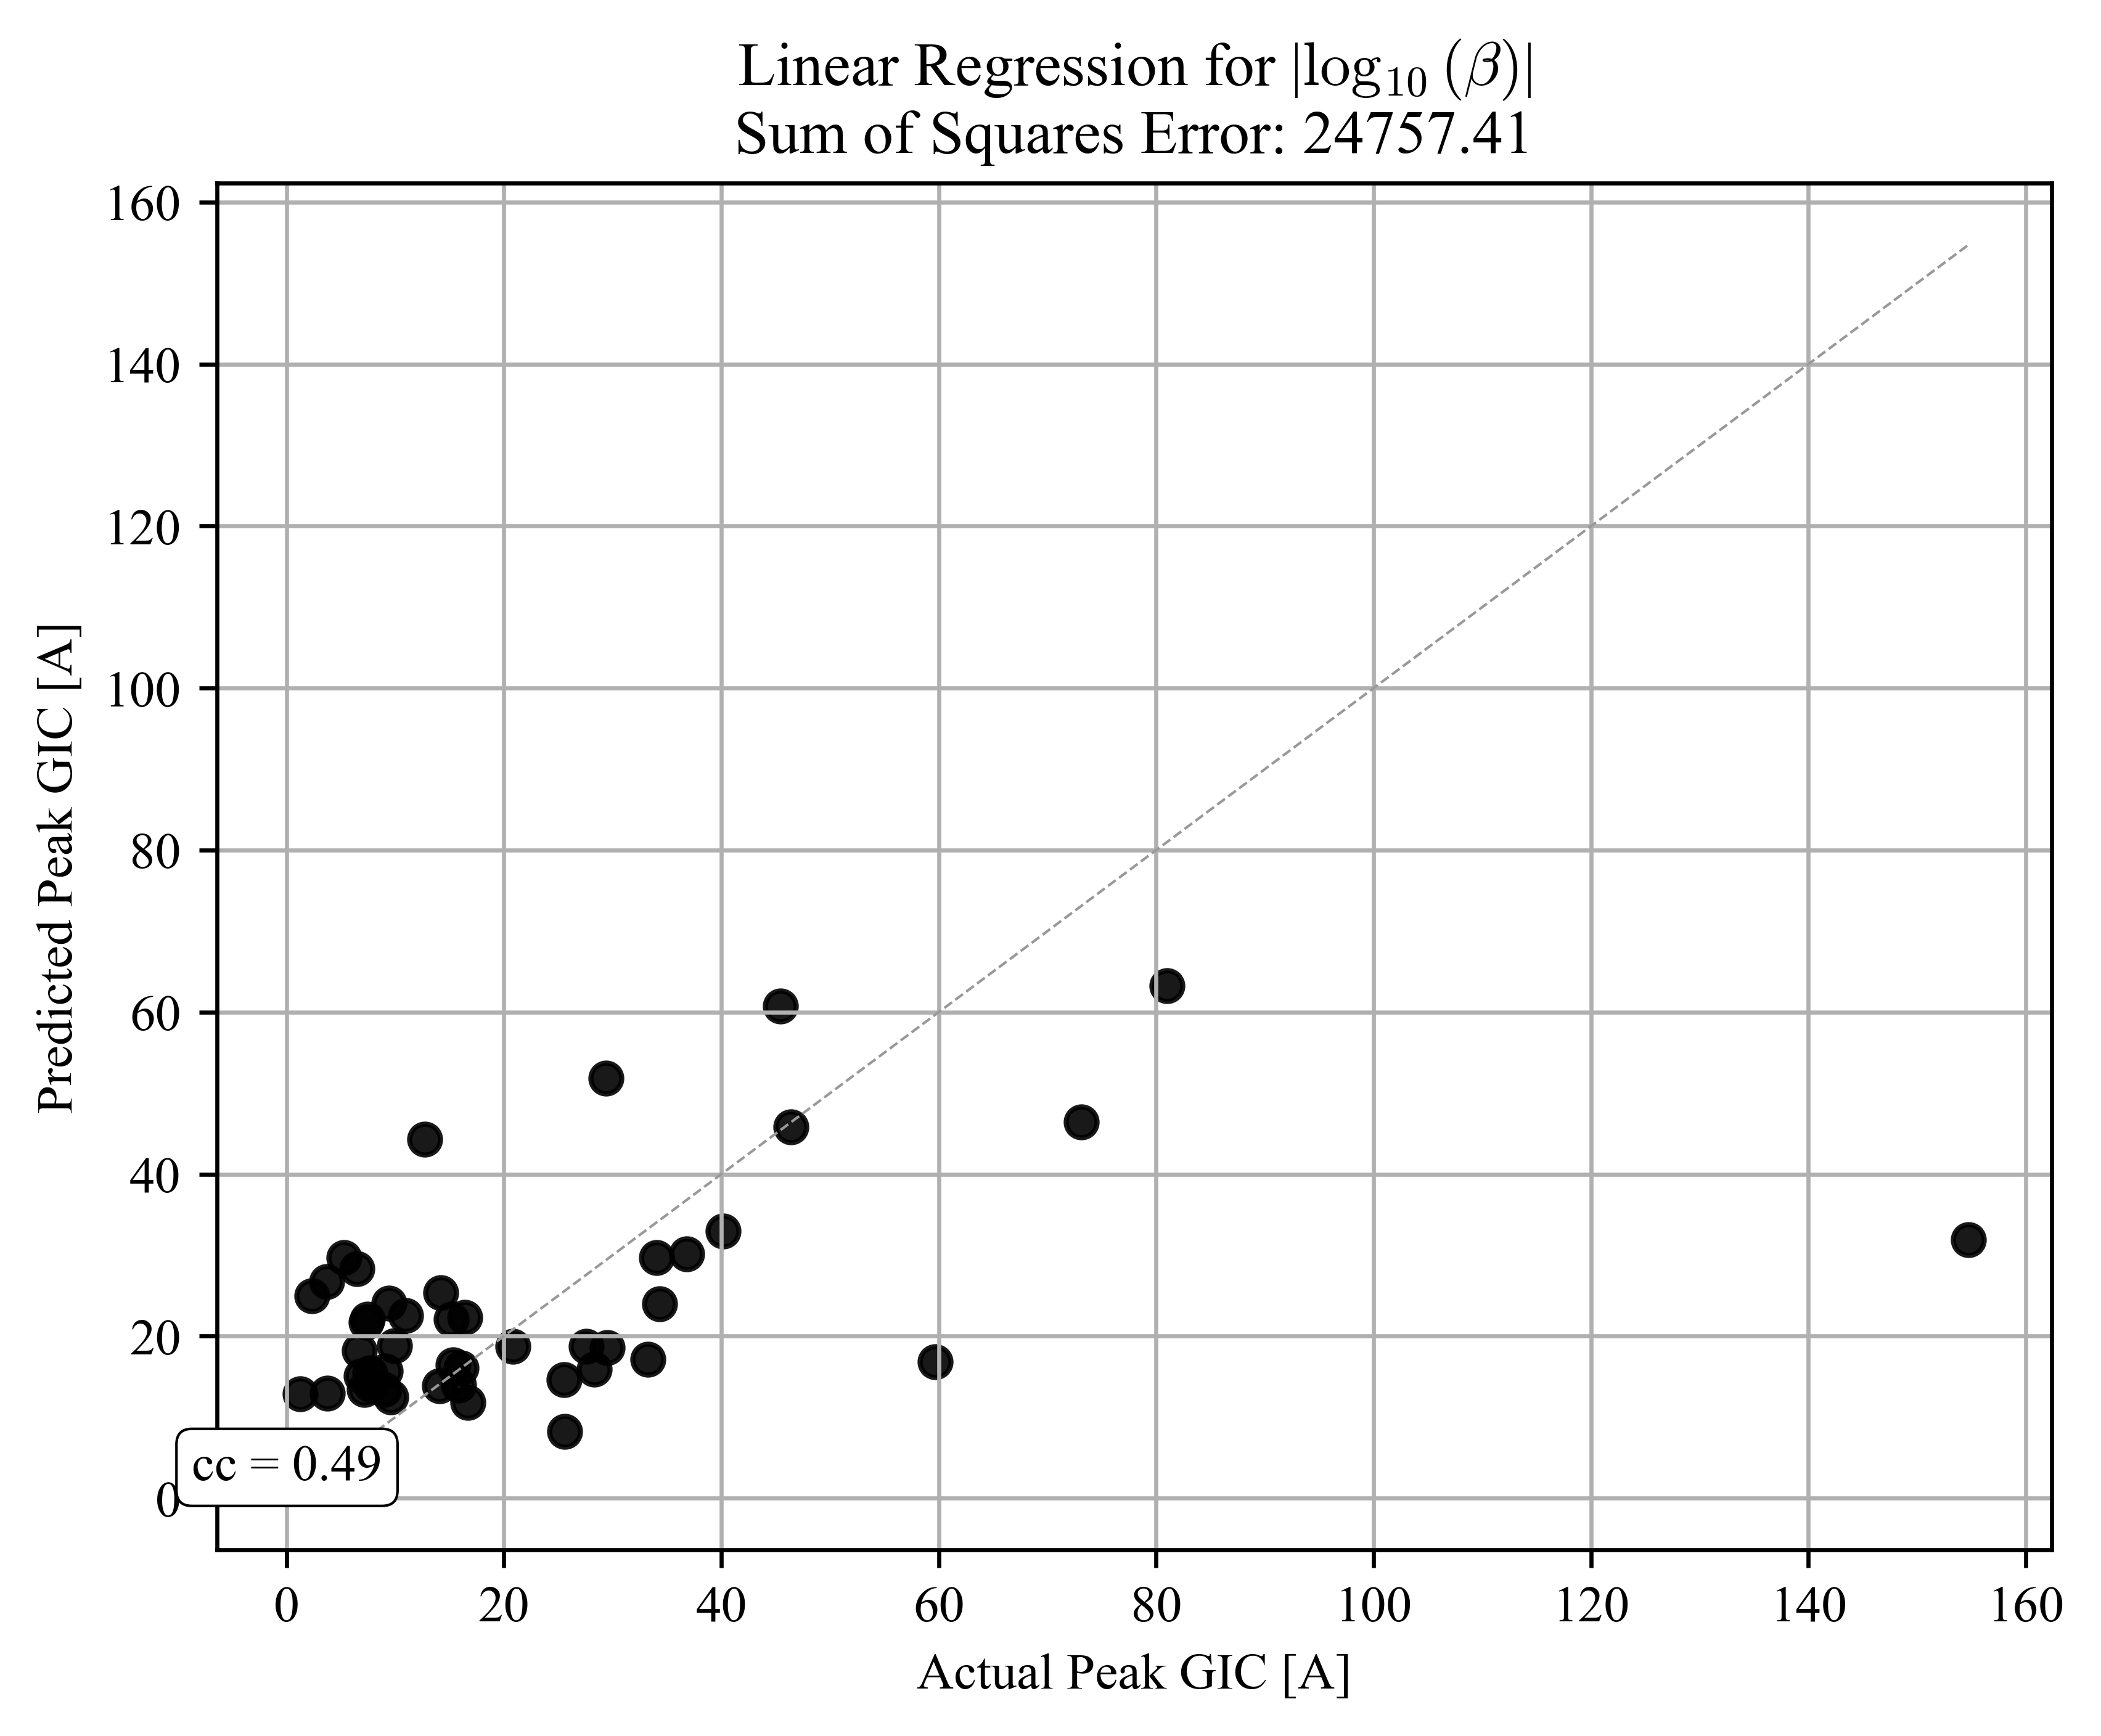 Linear Regression for |log₁₀ (β)|
Sum of Squares Error: 24757.41
Predicted Peak GIC [A]
160
140
120
100
80
60
40
20
0
cc = 0.49
0 20 40 60 80 100 120 140 160
Actual Peak GIC [A]